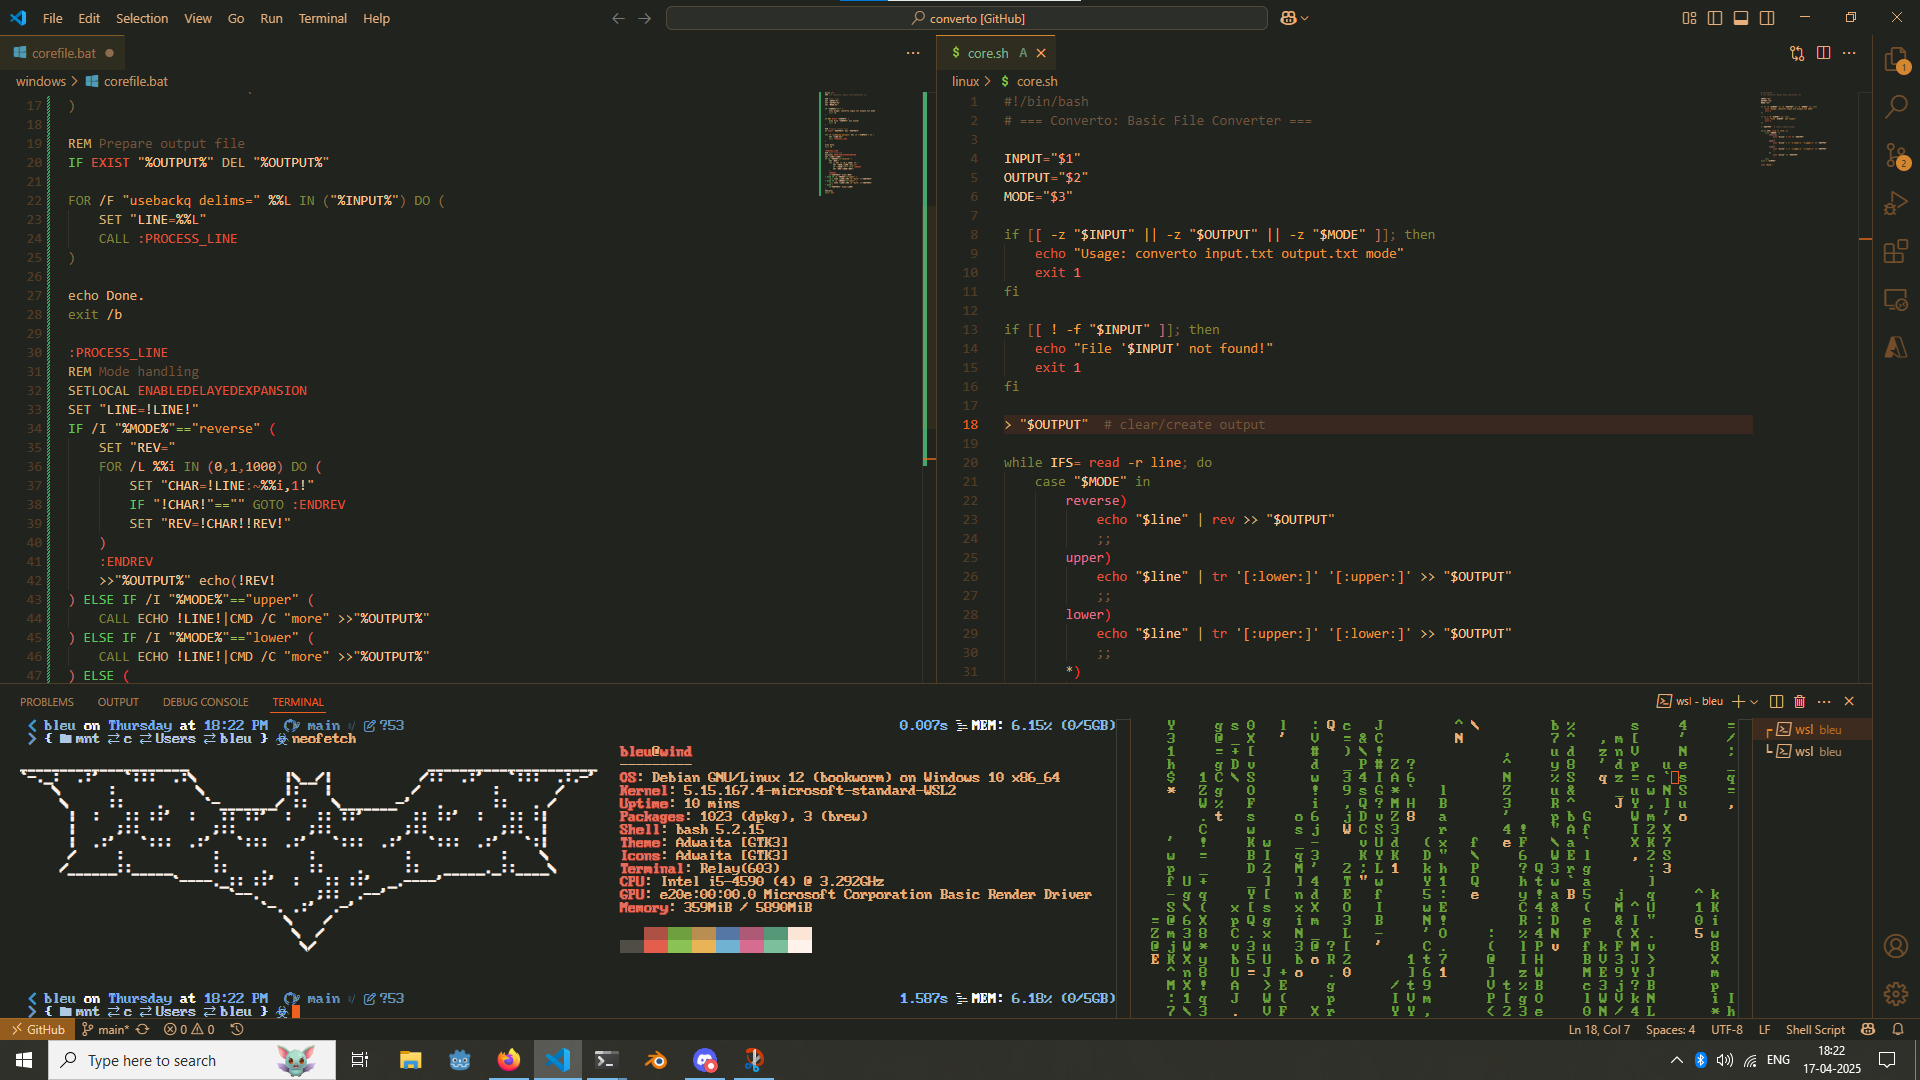 File Edit Selection View Go Run Terminal Help
converto [GitHub]
corefile.bat
windows > corefile.bat
17 )
18
19 REM Prepare output file
20 IF EXIST "%OUTPUT%" DEL "%OUTPUT%"
21
22 FOR /F "usebackq delims=" %%L IN ("%INPUT%") DO (
23     SET "LINE=%%L"
24     CALL :PROCESS_LINE
25 )
26
27 echo Done.
28 exit /b
29
30 :PROCESS_LINE
31 REM Mode handling
32 SETLOCAL ENABLEDELAYEDEXPANSION
33 SET "LINE=!LINE!"
34 IF /I "%MODE%"=="reverse" (
35     SET "REV="
36     FOR /L %%i IN (0,1,1000) DO (
37         SET "CHAR=!LINE:~%%i,1!"
38         IF "!CHAR!"=="" GOTO :ENDREV
39         SET "REV=!CHAR!!REV!"
40     )
41     :ENDREV
42     >>"%OUTPUT%" echo(!REV!
43 ) ELSE IF /I "%MODE%"=="upper" (
44     CALL ECHO !LINE!|CMD /C "more" >>"%OUTPUT%"
45 ) ELSE IF /I "%MODE%"=="lower" (
46     CALL ECHO !LINE!|CMD /C "more" >>"%OUTPUT%"
47 ) ELSE (
$ core.sh A
linux > $ core.sh
1 #!/bin/bash
2 # === Converto: Basic File Converter ===
3
4 INPUT="$1"
5 OUTPUT="$2"
6 MODE="$3"
7
8 if [[ -z "$INPUT" || -z "$OUTPUT" || -z "$MODE" ]]; then
9     echo "Usage: converto input.txt output.txt mode"
10     exit 1
11 fi
12
13 if [[ ! -f "$INPUT" ]]; then
14     echo "File '$INPUT' not found!"
15     exit 1
16 fi
17
18 > "$OUTPUT"  # clear/create output
19
20 while IFS= read -r line; do
21     case "$MODE" in
22         reverse)
23             echo "$line" | rev >> "$OUTPUT"
24             ;;
25         upper)
26             echo "$line" | tr '[:lower:]' '[:upper:]' >> "$OUTPUT"
27             ;;
28         lower)
29             echo "$line" | tr '[:upper:]' '[:lower:]' >> "$OUTPUT"
30             ;;
31         *)
1
2
PROBLEMS OUTPUT DEBUG CONSOLE TERMINAL
wsl - bleu
bleu on Thursday at 18:22 PM main ?53
0.007s MEM: 6.15% (0/5GB)
{ mnt c Users bleu } neofetch
bleu@wind
---------
OS: Debian GNU/Linux 12 (bookworm) on Windows 10 x86_64
Kernel: 5.15.167.4-microsoft-standard-WSL2
Uptime: 10 mins
Packages: 1023 (dpkg), 3 (brew)
Shell: bash 5.2.15
Theme: Adwaita [GTK3]
Icons: Adwaita [GTK3]
Terminal: Relay(603)
CPU: Intel i5-4590 (4) @ 3.292GHz
GPU: e20e:00:00.0 Microsoft Corporation Basic Render Driver
Memory: 359MiB / 5890MiB
bleu on Thursday at 18:22 PM main ?53
1.587s MEM: 6.18% (0/5GB)
{ mnt c Users bleu }
wsl bleu
wsl bleu
GitHub main* 0 0
Ln 18, Col 7 Spaces: 4 UTF-8 LF Shell Script
Type here to search
ENG
18:22
17-04-2025